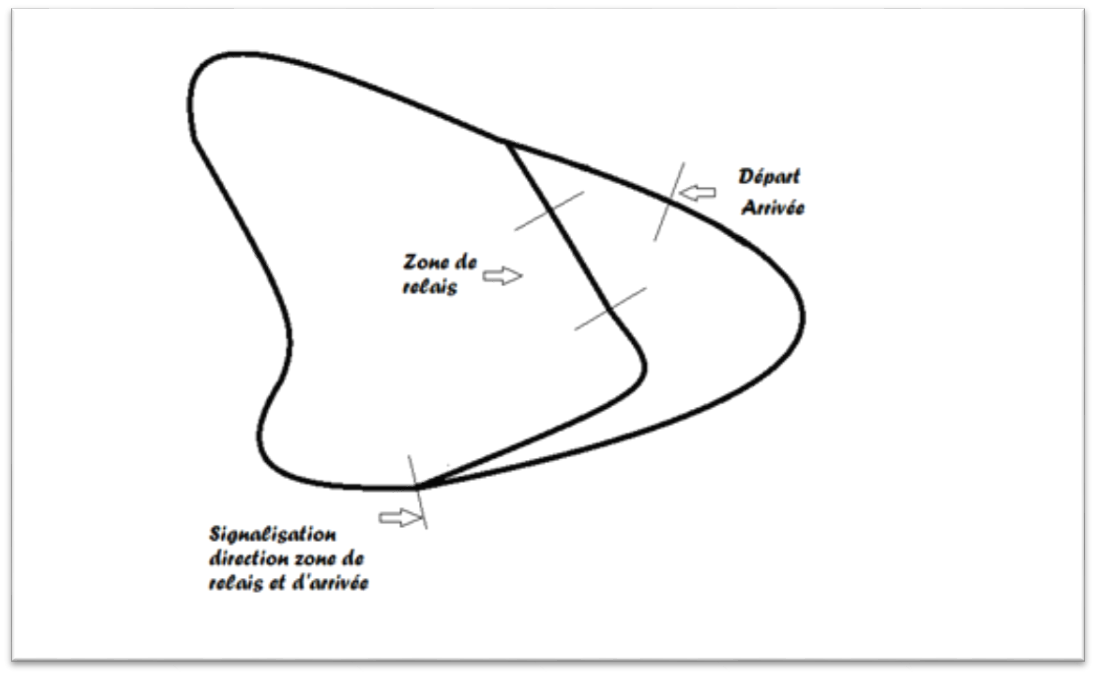 Départ
Arrivée
Zone de
relais
Signalisation
direction zone de
relais et d'arrivée